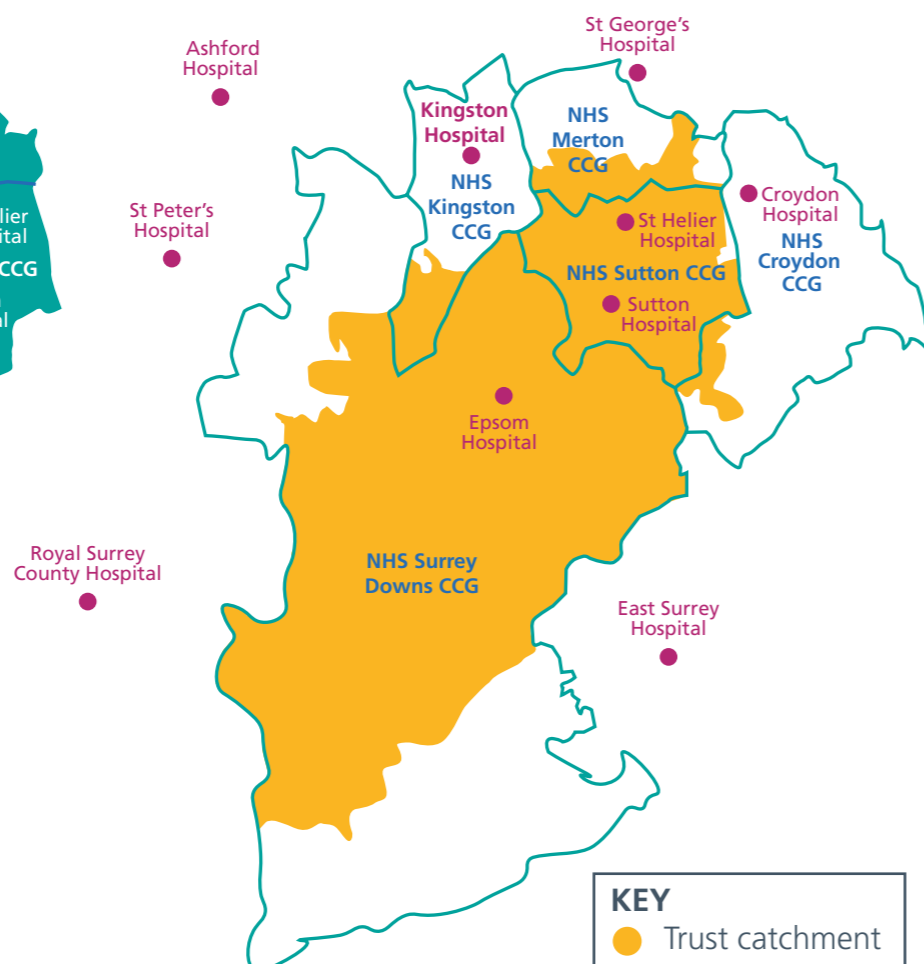 St George's
Hospital
Ashford
Hospital
Kingston
Hospital
NHS
Merton
CCG
NHS
Kingston
CCG
St Peter's
Hospital
Croydon
Hospital
NHS
Croydon
CCG
St Helier
Hospital
NHS Sutton CCG
Sutton
Hospital
CCG
Epsom
Hospital
Royal Surrey
County Hospital
NHS Surrey
Downs CCG
East Surrey
Hospital
KEY
Trust catchment